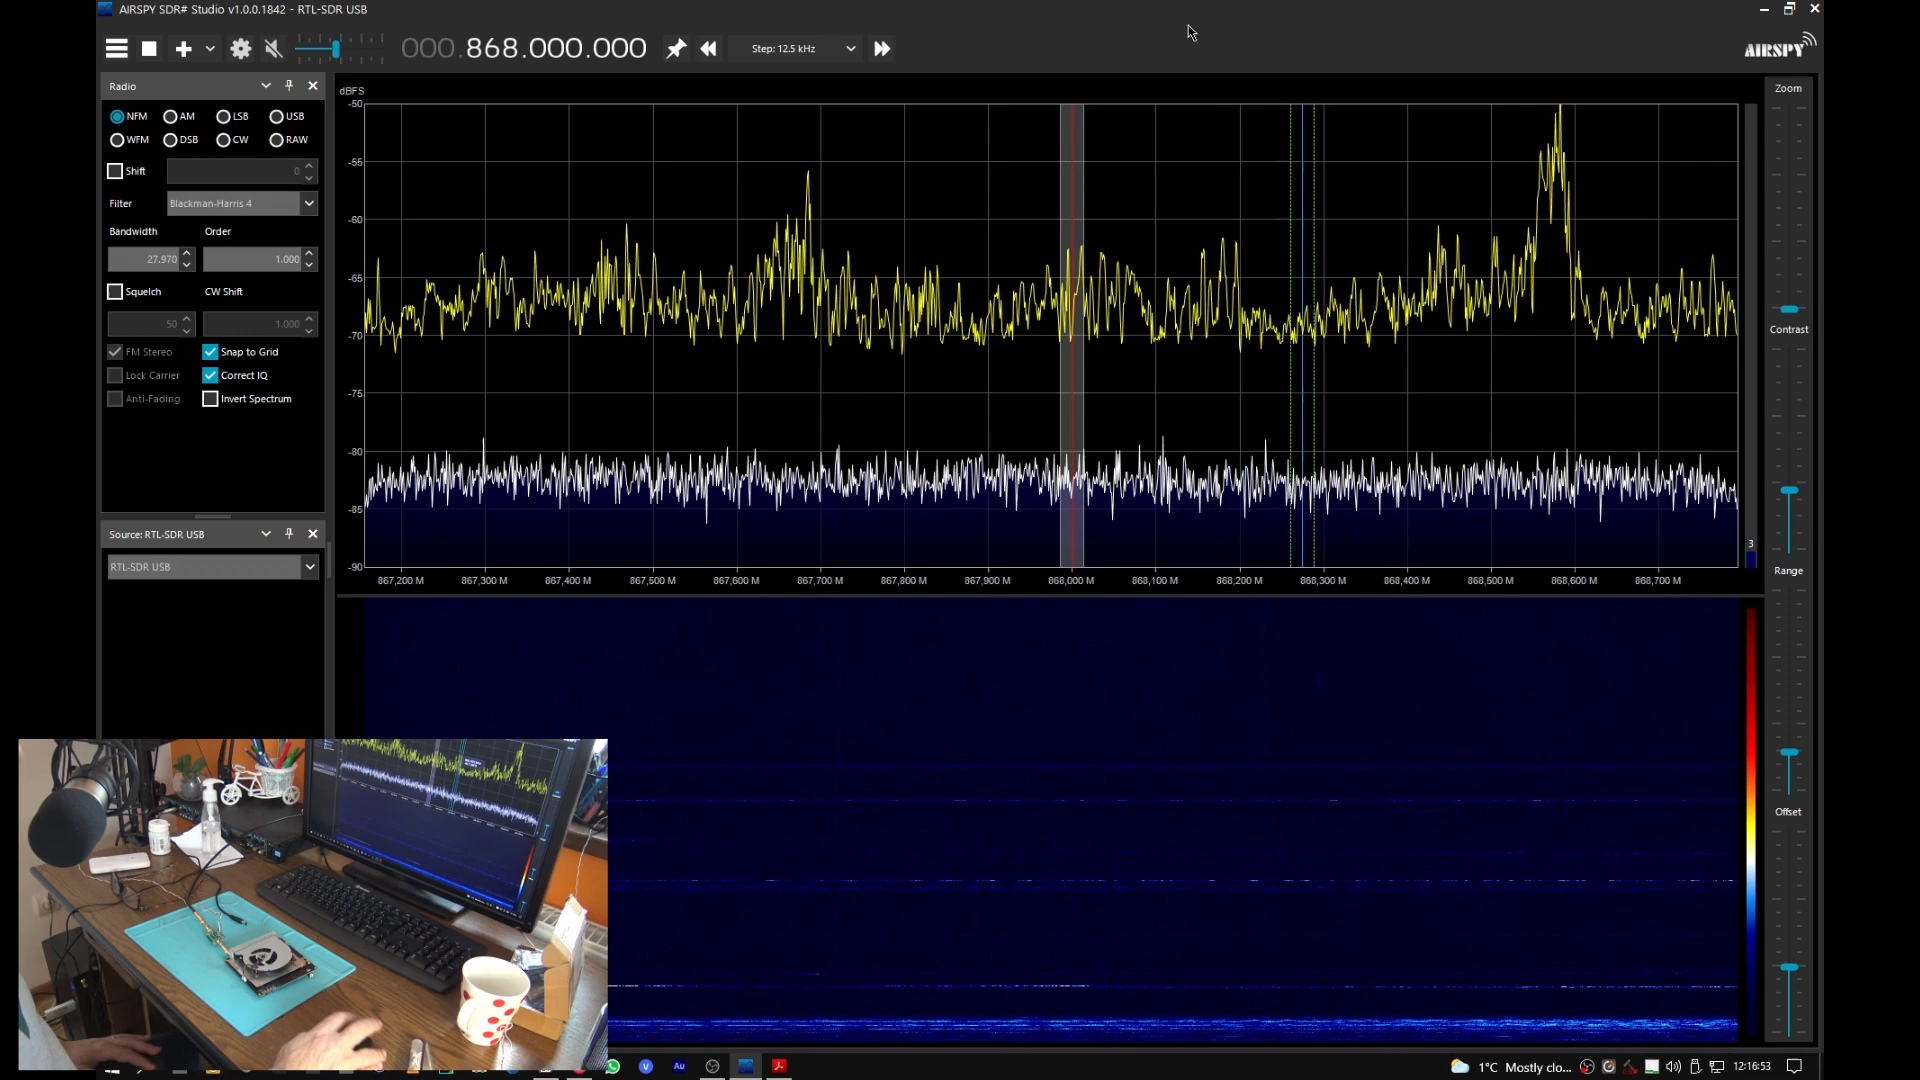 AIRSPY SDR# Studio v1.0.0.1842 - RTL-SDR USB
000.868.000.000
Step: 12.5 kHz
AIRSPY
Radio
NFM AM LSB USB
WFM DSB CW RAW
Shift 0
Filter Blackman-Harris 4
Bandwidth Order
27.970 1.000
Squelch CW Shift
50 1.000
FM Stereo Snap to Grid
Lock Carrier Correct IQ
Anti-Fading Invert Spectrum
Source: RTL-SDR USB
RTL-SDR USB
dBFS
-50
-55
-60
-65
-70
-75
-80
-85
-90
867,200 M 867,300 M 867,400 M 867,500 M 867,600 M 867,700 M 867,800 M 867,900 M 868,000 M 868,100 M 868,200 M 868,300 M 868,400 M 868,500 M 868,600 M 868,700 M
3
Zoom
Contrast
Range
Offset
V
Au
1°C Mostly clo...
12:16:53